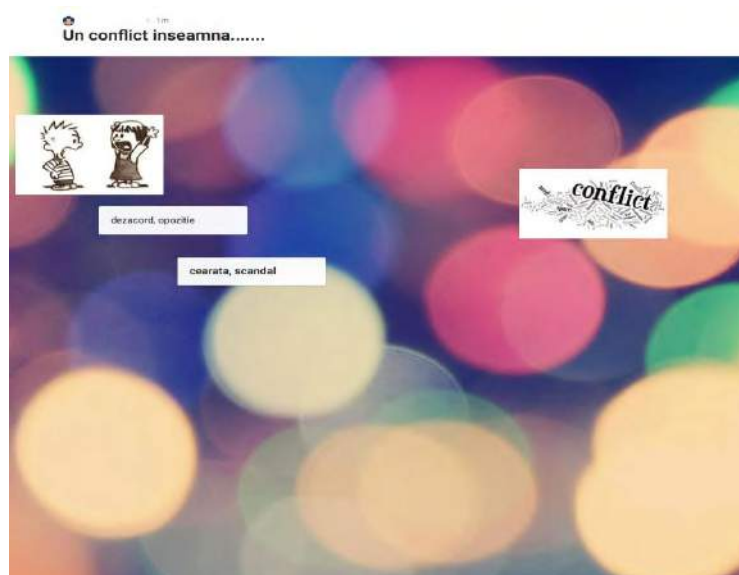 Un conflict inseamna.......
dezacord, opozitie
cearata, scandal
conflict